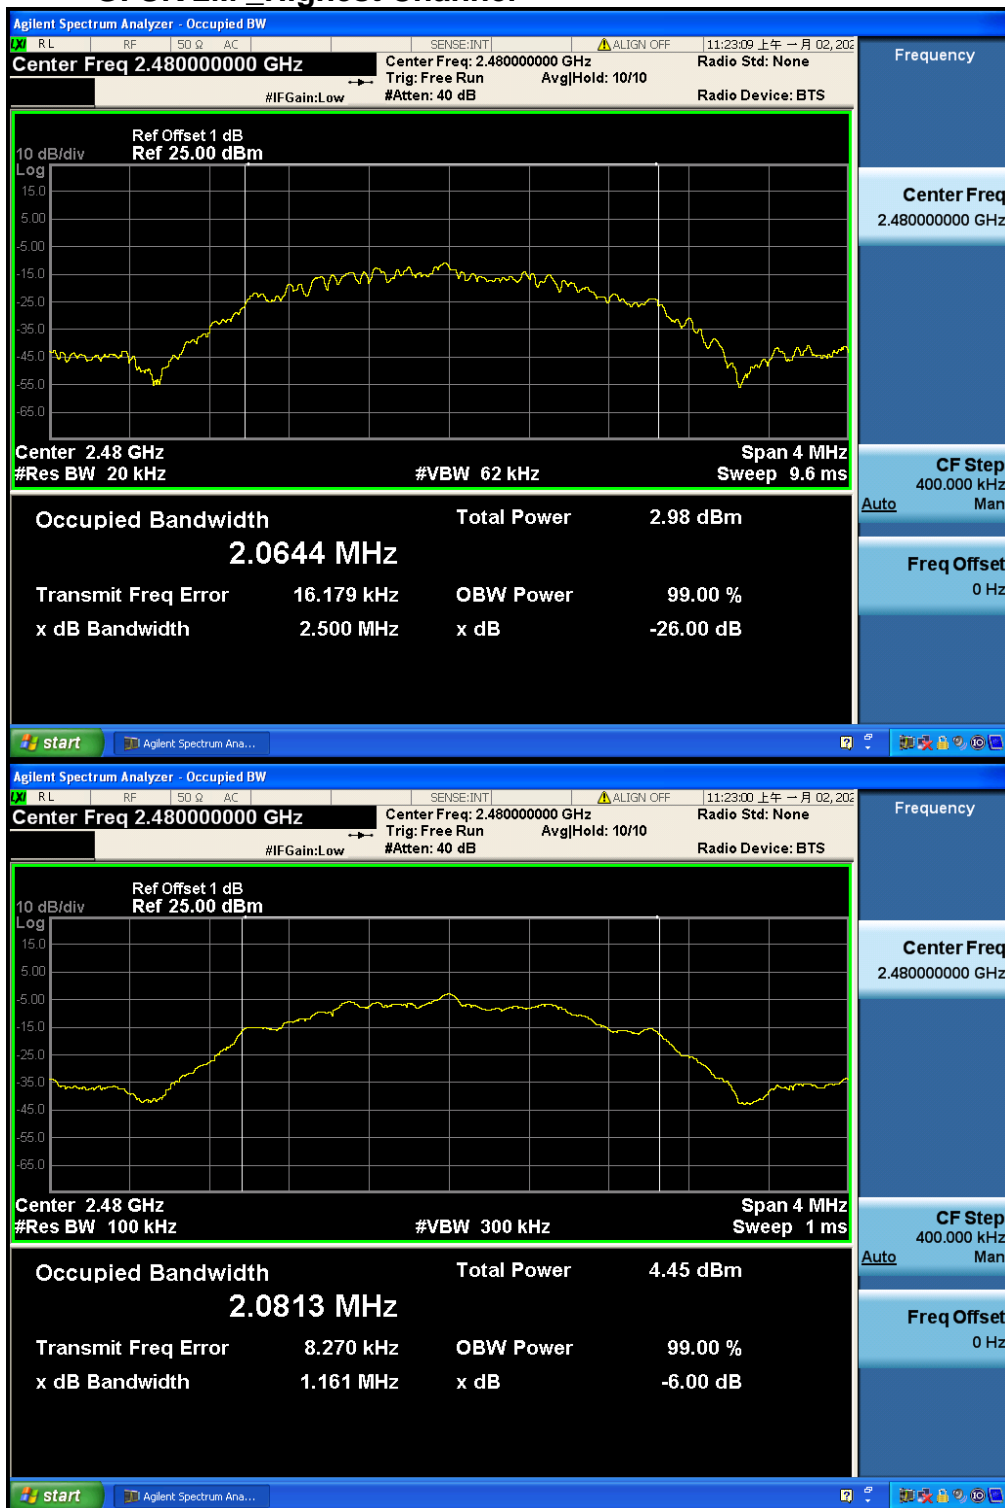 Agilent Spectrum Analyzer - Occupied BW
LXI RL RF 50 Ω AC SENSE:INT ALIGN OFF 11:23:09 上午 一月 02, 202
Center Freq 2.480000000 GHz
Center Freq: 2.480000000 GHz
Radio Std: None
Trig: Free Run Avg|Hold: 10/10
#IFGain:Low #Atten: 40 dB Radio Device: BTS
Frequency
Ref Offset 1 dB
10 dB/div Ref 25.00 dBm
Log
15.0
5.00
-5.00
-15.0
-25.0
-35.0
-45.0
-55.0
-65.0
Center 2.48 GHz Span 4 MHz
#Res BW 20 kHz #VBW 62 kHz Sweep 9.6 ms
Center Freq
2.480000000 GHz
CF Step
400.000 kHz
Auto Man
Freq Offset
0 Hz
Occupied Bandwidth Total Power 2.98 dBm
2.0644 MHz
Transmit Freq Error 16.179 kHz OBW Power 99.00 %
x dB Bandwidth 2.500 MHz x dB -26.00 dB
start Agilent Spectrum Ana...
Agilent Spectrum Analyzer - Occupied BW
LXI RL RF 50 Ω AC SENSE:INT ALIGN OFF 11:23:00 上午 一月 02, 202
Center Freq 2.480000000 GHz
Center Freq: 2.480000000 GHz
Radio Std: None
Trig: Free Run Avg|Hold: 10/10
#IFGain:Low #Atten: 40 dB Radio Device: BTS
Frequency
Ref Offset 1 dB
10 dB/div Ref 25.00 dBm
Log
15.0
5.00
-5.00
-15.0
-25.0
-35.0
-45.0
-55.0
-65.0
Center 2.48 GHz Span 4 MHz
#Res BW 100 kHz #VBW 300 kHz Sweep 1 ms
Center Freq
2.480000000 GHz
CF Step
400.000 kHz
Auto Man
Freq Offset
0 Hz
Occupied Bandwidth Total Power 4.45 dBm
2.0813 MHz
Transmit Freq Error 8.270 kHz OBW Power 99.00 %
x dB Bandwidth 1.161 MHz x dB -6.00 dB
start Agilent Spectrum Ana...